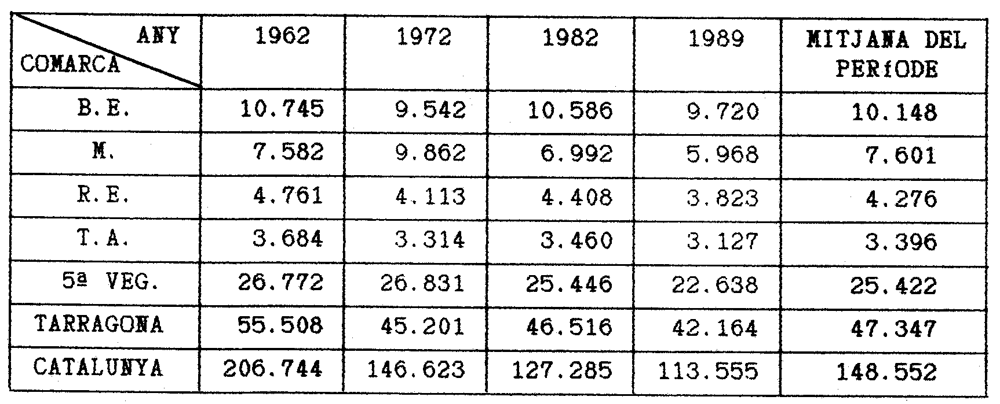 ANY 1962 1972 1982 1989 MITJANA DEL
COMARCA PERíODE
B.E. 10.745 9.542 10.586 9.720 10.148
M. 7.582 9.862 6.992 5.968 7.601
R.E. 4.761 4.113 4.408 3.823 4.276
T.A. 3.684 3.314 3.460 3.127 3.396
5ª VEG. 26.772 26.831 25.446 22.638 25.422
TARRAGONA 55.508 45.201 46.516 42.164 47.347
CATALUNYA 206.744 146.623 127.285 113.555 148.552